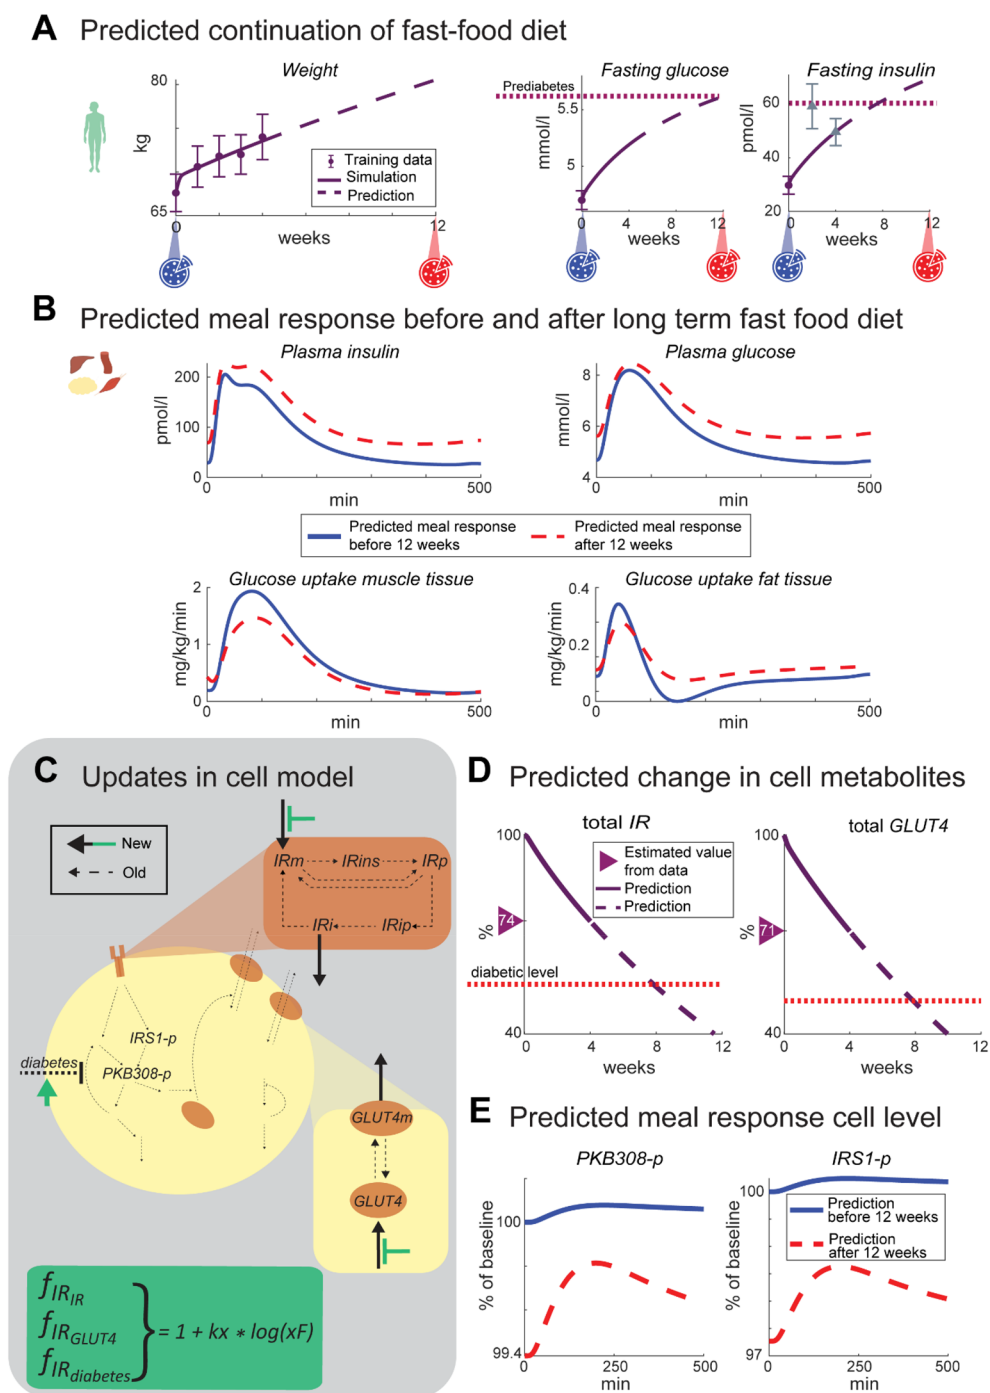 A Predicted continuation of fast-food diet
Weight
80
kg
65
0
12
weeks
Training data
Simulation
Prediction
Fasting glucose
Prediabetes
5.5
mmol/l
5
0
4
8
12
weeks
Fasting insulin
60
pmol/l
40
20
0
4
8
12
weeks
B Predicted meal response before and after long term fast food diet
Plasma insulin
200
pmol/l
100
0
0
500
min
Plasma glucose
8
mmol/l
6
4
0
500
min
Predicted meal response
before 12 weeks
Predicted meal response
after 12 weeks
Glucose uptake muscle tissue
2
mg/kg/min
1
0
0
500
min
Glucose uptake fat tissue
0.4
mg/kg/min
0.2
0
0
500
min
C Updates in cell model
New
Old
IRm
IRins
IRp
IRi
IRip
IRS1-p
diabetes
PKB308-p
GLUT4m
GLUT4
fIR_IR
fIR_GLUT4
fIR_diabetes
= 1 + kx * log(xF)
D Predicted change in cell metabolites
total IR
100
%
74
diabetic level
40
0
4
8
12
weeks
Estimated value
from data
Prediction
Prediction
total GLUT4
100
%
71
40
0
4
8
12
weeks
E Predicted meal response cell level
PKB308-p
% of baseline
100
99.4
0
250
500
min
IRS1-p
% of baseline
100
97
0
250
500
min
Prediction
before 12 weeks
Prediction
after 12 weeks